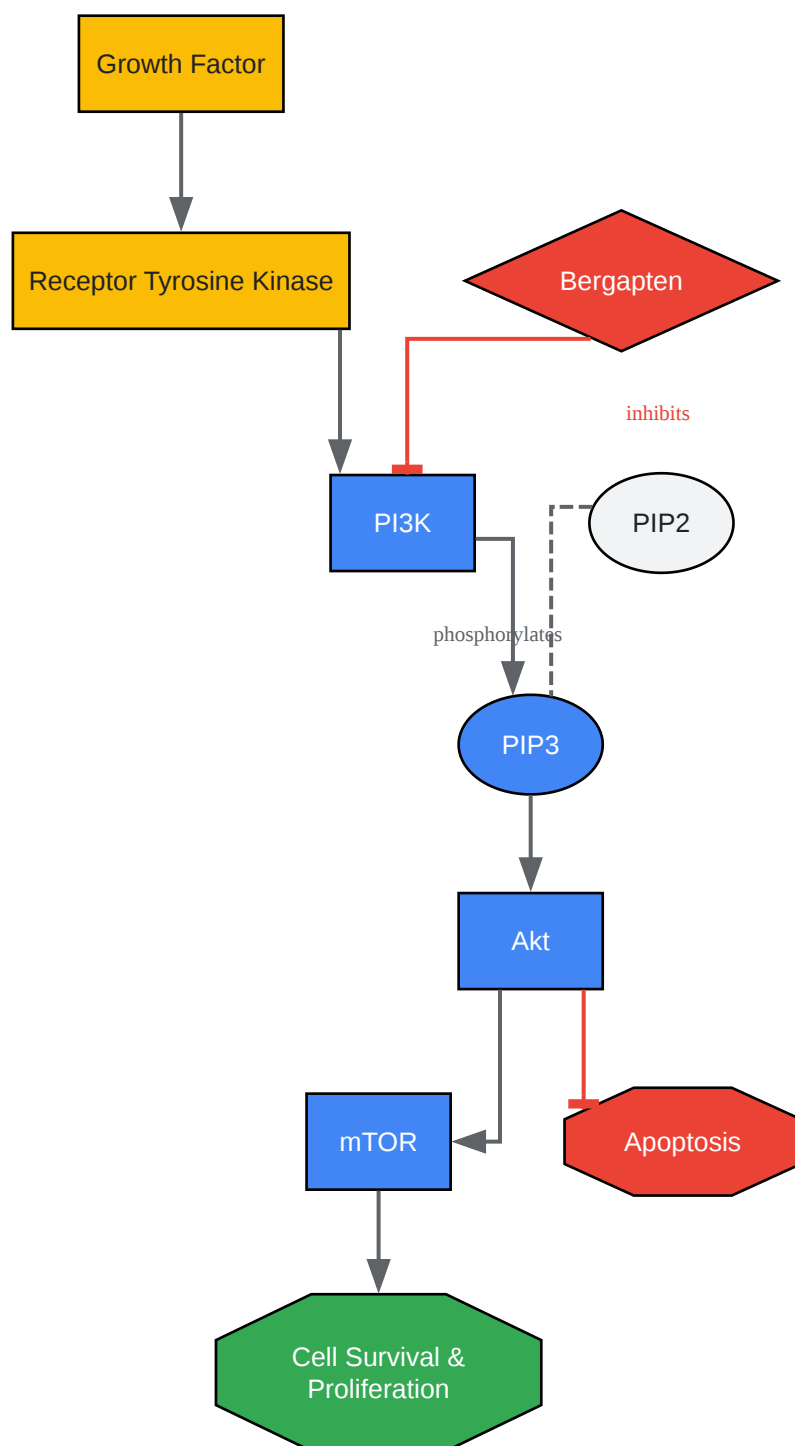 Growth Factor
Receptor Tyrosine Kinase
Bergapten
inhibits
PI3K
PIP2
phosphorylates
PIP3
Akt
mTOR
Apoptosis
Cell Survival &
Proliferation